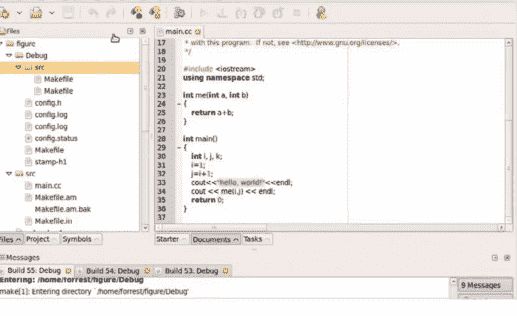 Files
figure
Debug
src
Makefile
Makefile
config.h
config.log
config.log
config.status
Makefile
stamp-h1
src
main.cc
Makefile.am
Makefile.am.bak
Makefile.in
Files
Project
Symbols
main.cc
17 * with this program. If not, see <http://www.gnu.org/licenses/>.
18 */
19
20 #include <iostream>
21 using namespace std;
22
23 int me(int a, int b)
24 {
25 return a+b;
26 }
27
28 int main()
29 {
30 int i, j, k;
31 i=1;
32 j=i+1;
33 cout<<"hello, world!"<<endl;
34 cout << me(i,j) << endl;
35 return 0;
36 }
37
Starter
Documents
Tasks
Messages
Build 55: Debug
Build 54: Debug
Build 53: Debug
Entering: /home/forrest/figure/Debug
make[1]: Entering directory `/home/forrest/figure/Debug'
9 Messages